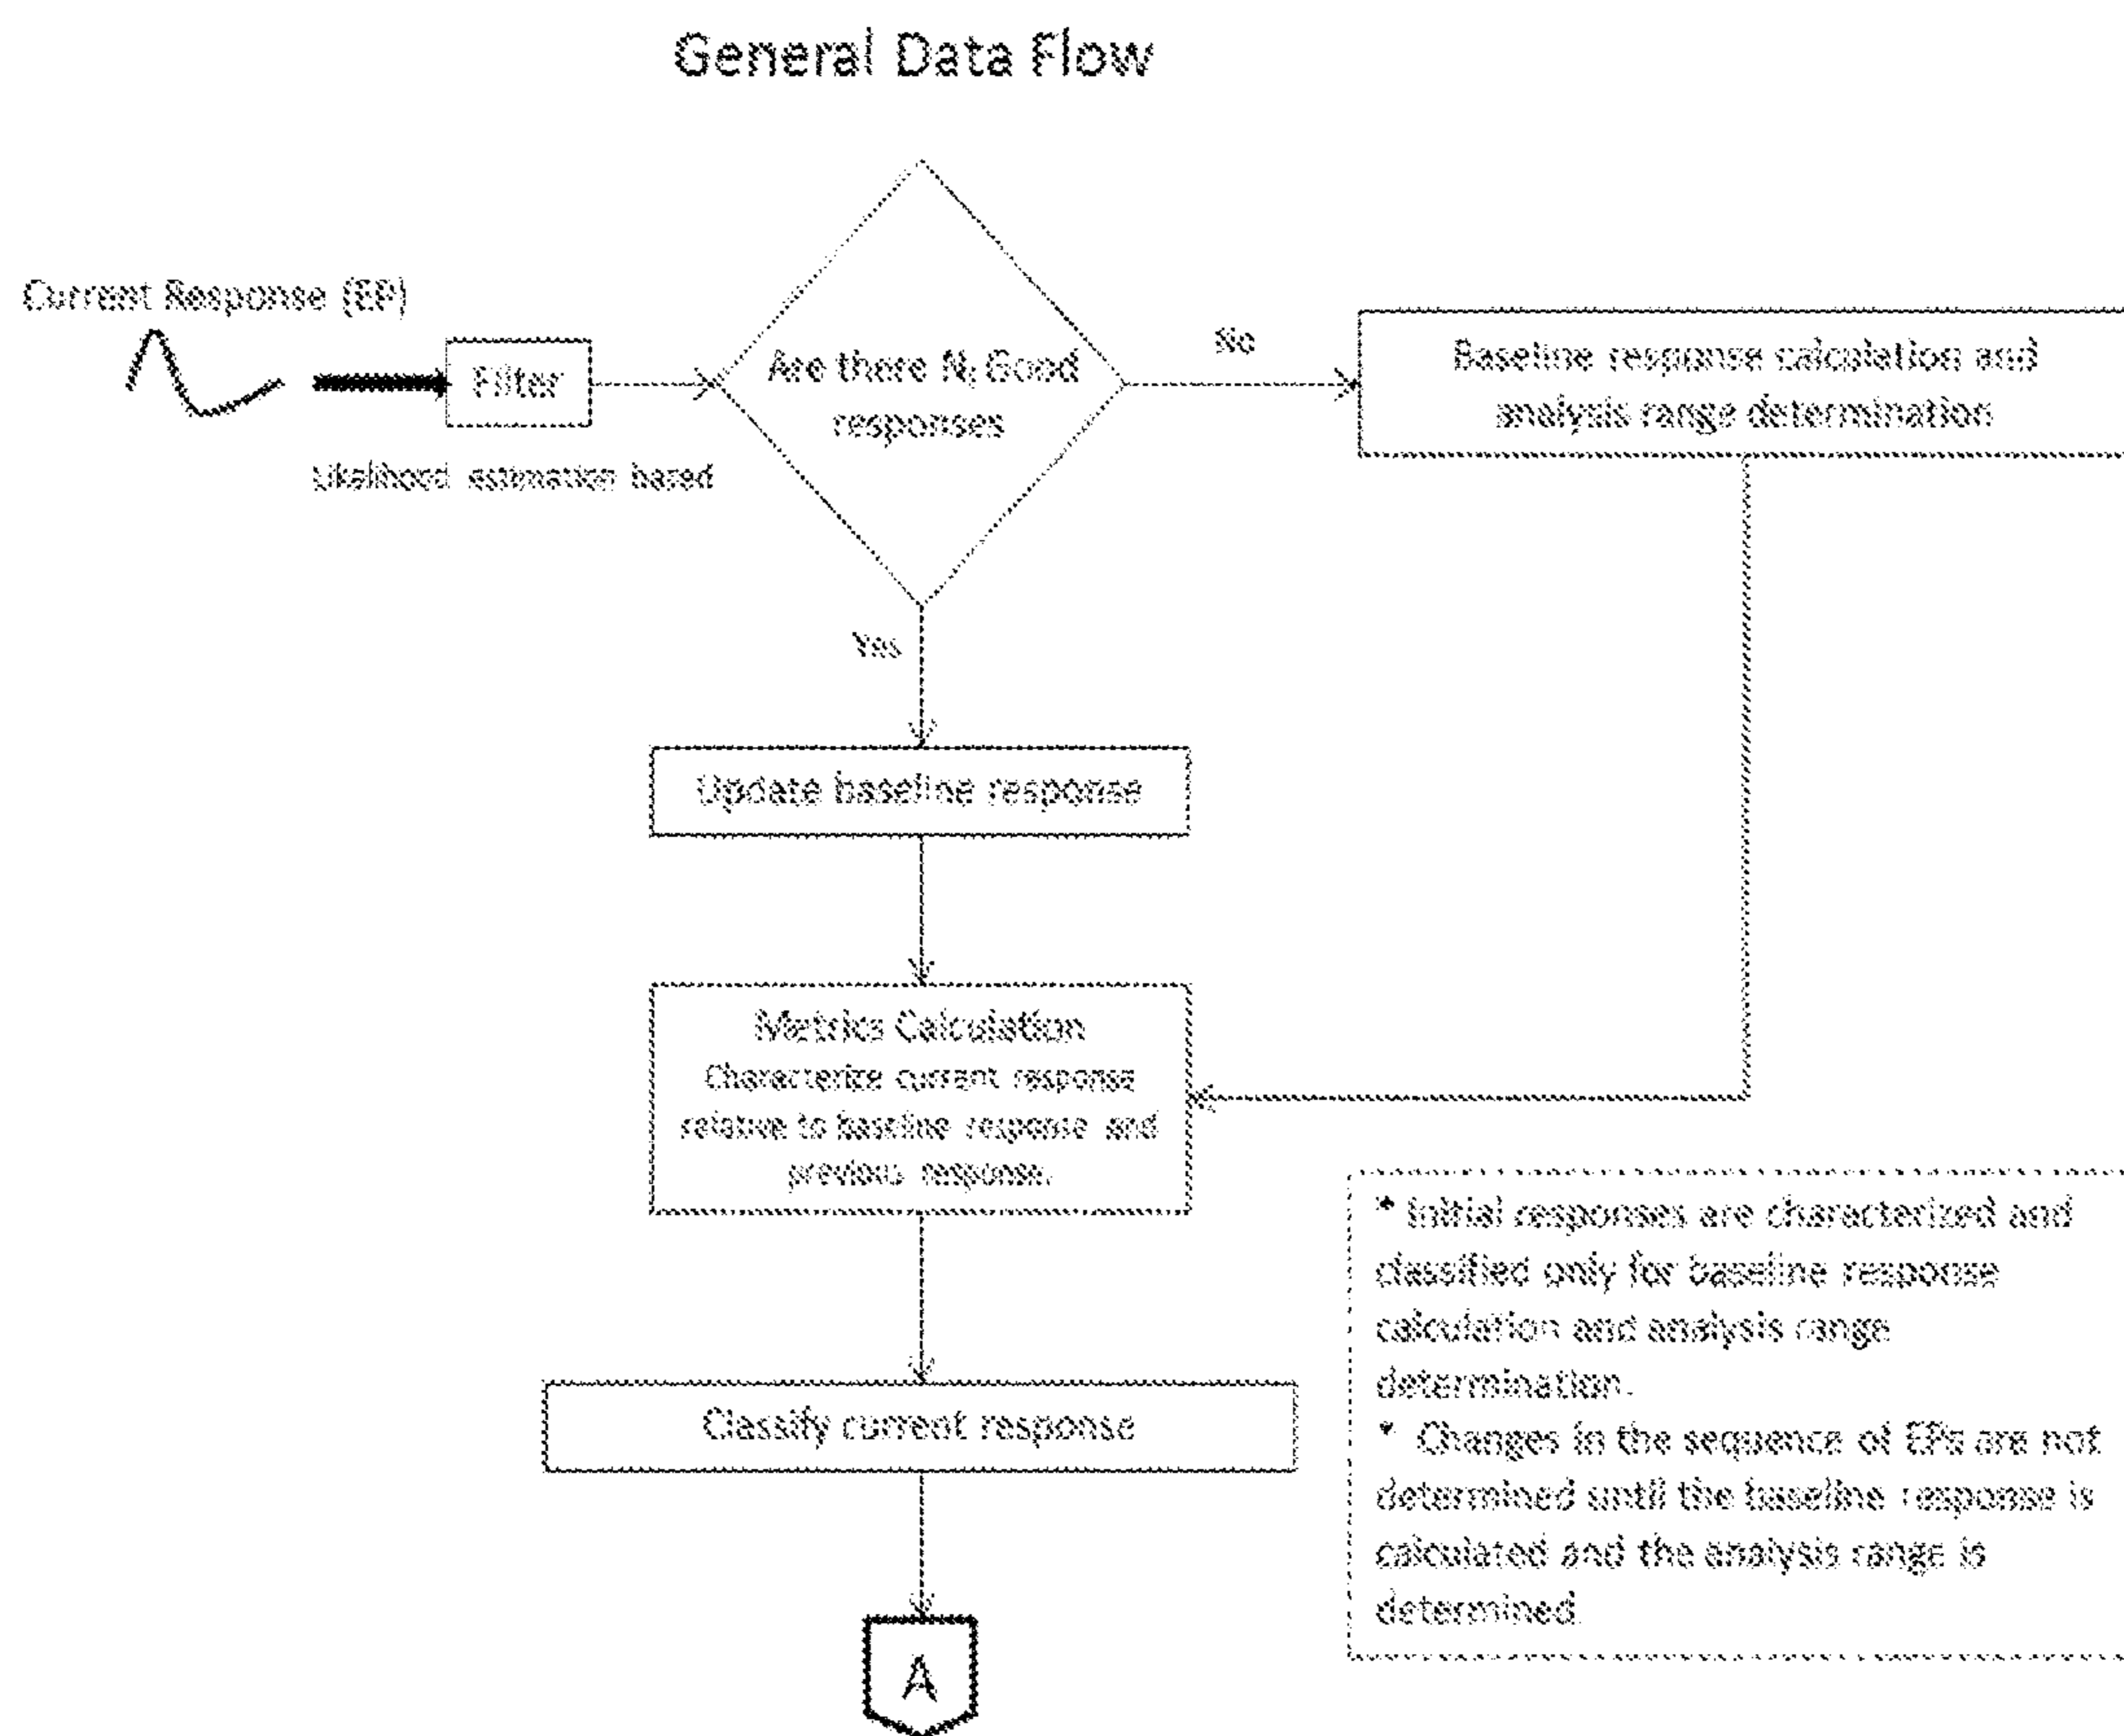 General Data Flow
Current Response (EP)
Filter
Likelihood estimation based
Are there Nᵢ Good
responses
No
Baseline response calculation and
analysis range determination
Yes
Update baseline response
Metrics Calculation
Characterize current response
relative to baseline response and
previous response.
Classify current response
A
* Initial responses are characterized and
classified only for baseline response
calculation and analysis range
determination.
* Changes in the sequence of EPs are not
determined until the baseline response is
calculated and the analysis range is
determined.